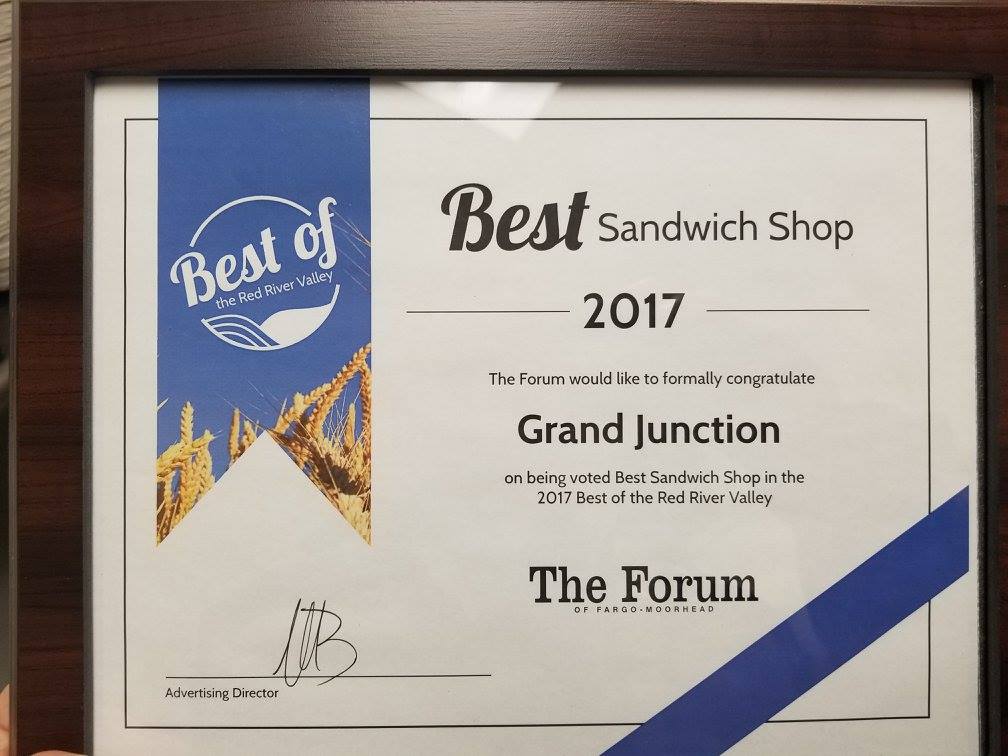 Best of
the Red River Valley
Best Sandwich Shop
2017
The Forum would like to formally congratulate
Grand Junction
on being voted Best Sandwich Shop in the
2017 Best of the Red River Valley
The Forum
OF FARGO-MOORHEAD
Advertising Director